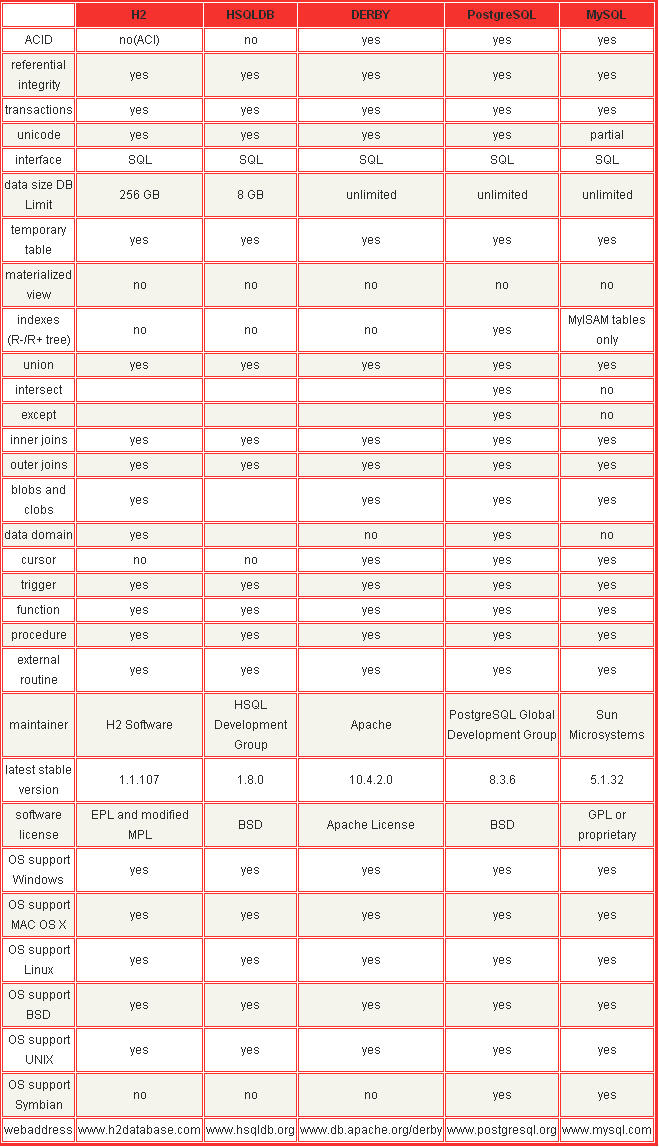 H2 HSQLDB DERBY PostgreSQL MySQL
ACID no(ACI) no yes yes yes
referential
integrity yes yes yes yes yes
transactions yes yes yes yes yes
unicode yes yes yes yes partial
interface SQL SQL SQL SQL SQL
data size DB
Limit 256 GB 8 GB unlimited unlimited unlimited
temporary
table yes yes yes yes yes
materialized
view no no no no no
indexes
(R-/R+ tree) no no no yes MyISAM tables
only
union yes yes yes yes yes
intersect yes no
except yes no
inner joins yes yes yes yes yes
outer joins yes yes yes yes yes
blobs and
clobs yes yes yes yes
data domain yes no yes no
cursor no no yes yes yes
trigger yes yes yes yes yes
function yes yes yes yes yes
procedure yes yes yes yes yes
external
routine yes yes yes yes yes
maintainer H2 Software HSQL
Development
Group Apache PostgreSQL Global
Development Group Sun
Microsystems
latest stable
version 1.1.107 1.8.0 10.4.2.0 8.3.6 5.1.32
software
license EPL and modified
MPL BSD Apache License BSD GPL or
proprietary
OS support
Windows yes yes yes yes yes
OS support
MAC OS X yes yes yes yes yes
OS support
Linux yes yes yes yes yes
OS support
BSD yes yes yes yes yes
OS support
UNIX yes yes yes yes yes
OS support
Symbian no no no yes yes
webaddress www.h2database.com www.hsqldb.org www.db.apache.org/derby www.postgresql.org www.mysql.com